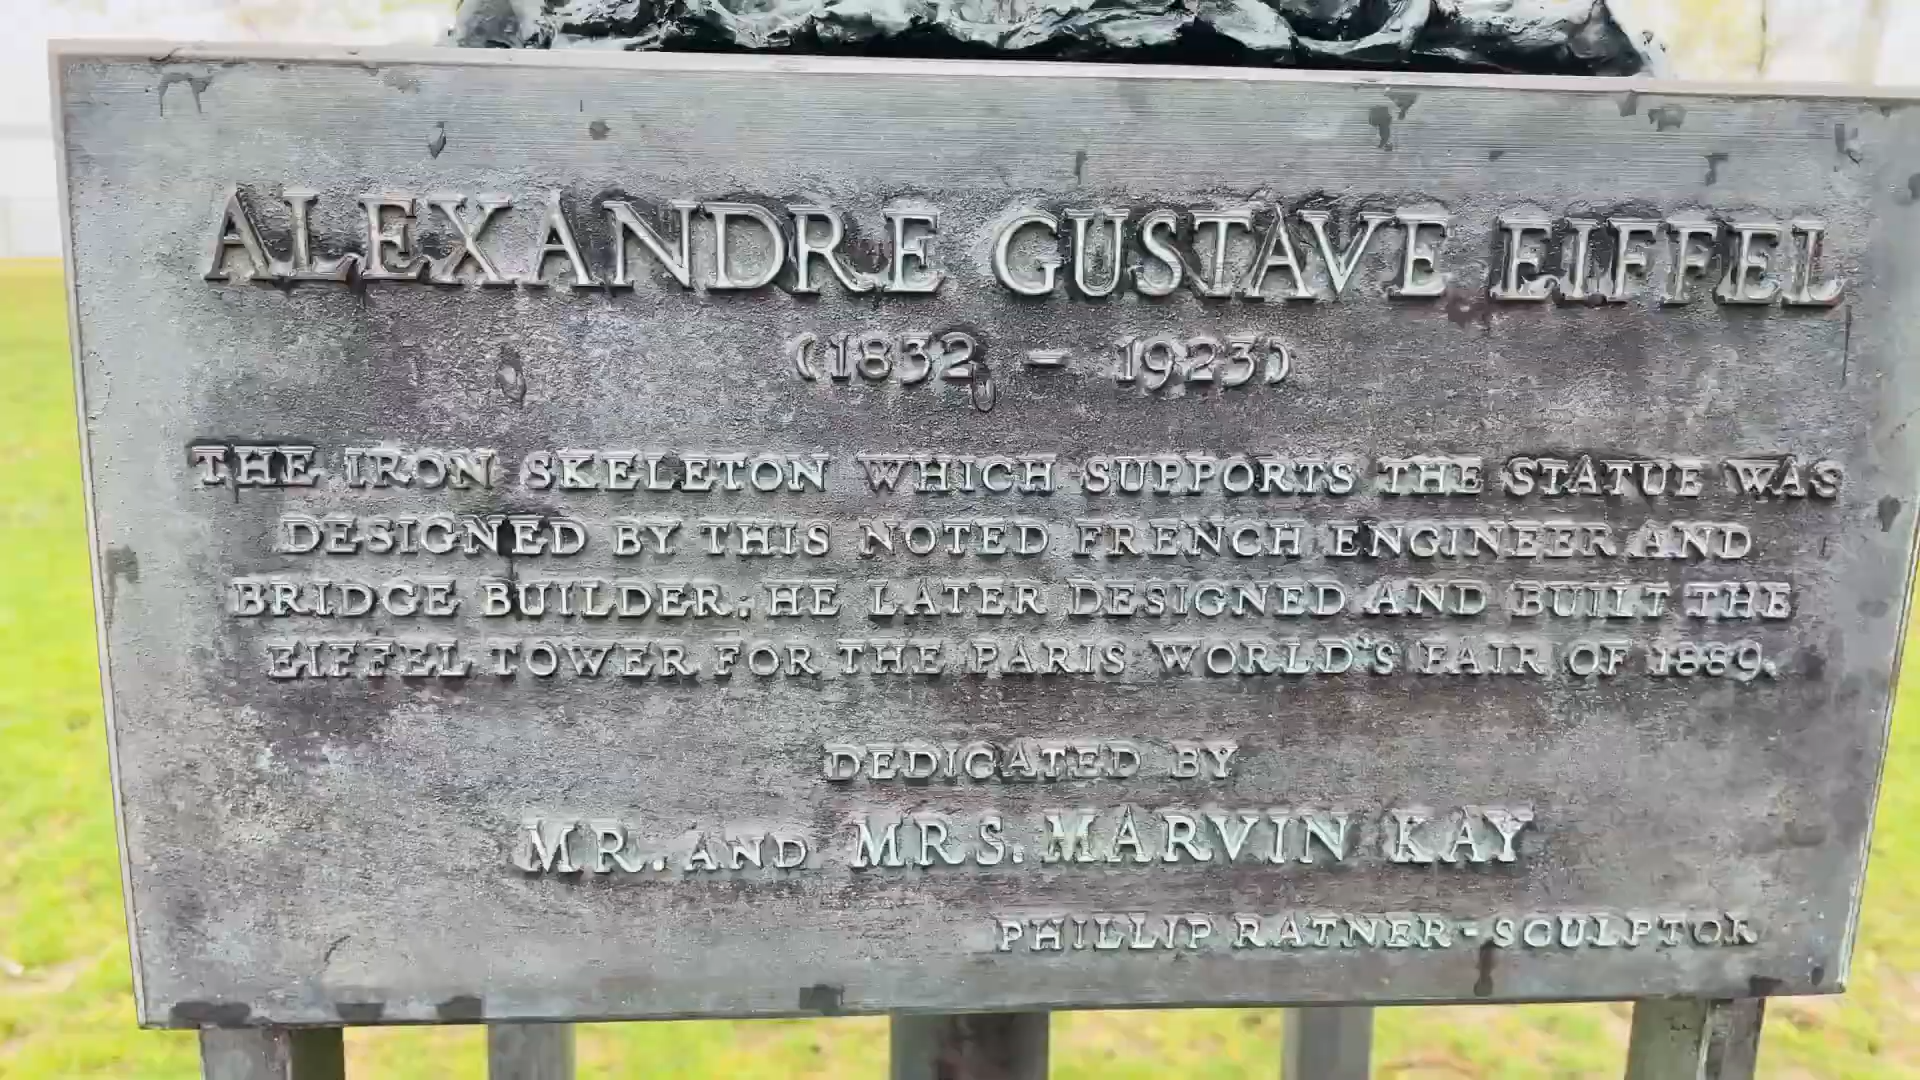 ALEXANDRE GUSTAVE EIFFEL
(1832 - 1923)
THE IRON SKELETON WHICH SUPPORTS THE STATUE WAS
DESIGNED BY THIS NOTED FRENCH ENGINEER AND
BRIDGE BUILDER. HE LATER DESIGNED AND BUILT THE
EIFFEL TOWER FOR THE PARIS WORLD'S FAIR OF 1889.
DEDICATED BY
MR. AND MRS. MARVIN KAY
PHILLIP RATNER - SCULPTOR